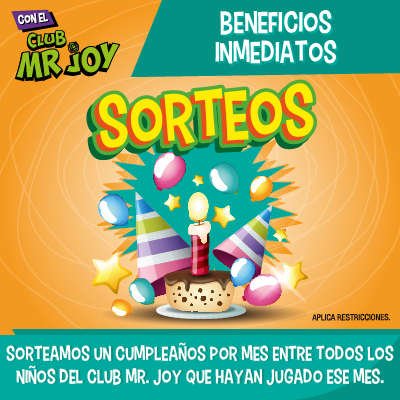 CON EL
CLUB
MR JOY
BENEFICIOS
INMEDIATOS
SORTEOS
APLICA RESTRICCIONES.
SORTEAMOS UN CUMPLEAÑOS POR MES ENTRE TODOS LOS
NIÑOS DEL CLUB MR. JOY QUE HAYAN JUGADO ESE MES.